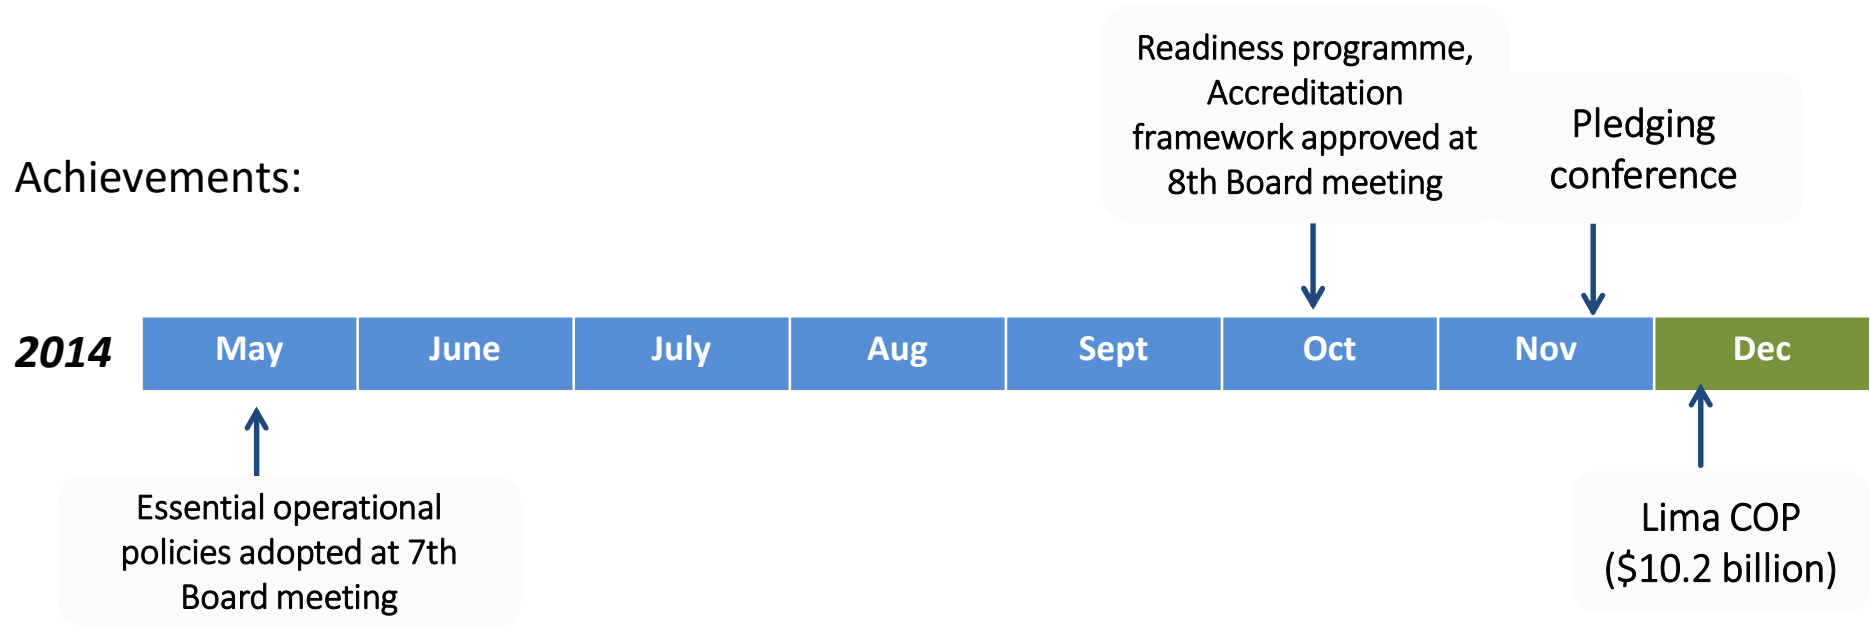 Readiness programme,
Accreditation
framework approved at
8th Board meeting
Pledging
conference
Achievements:
2014
May
June
July
Aug
Sept
Oct
Nov
Dec
Essential operational
policies adopted at 7th
Board meeting
Lima COP
($10.2 billion)